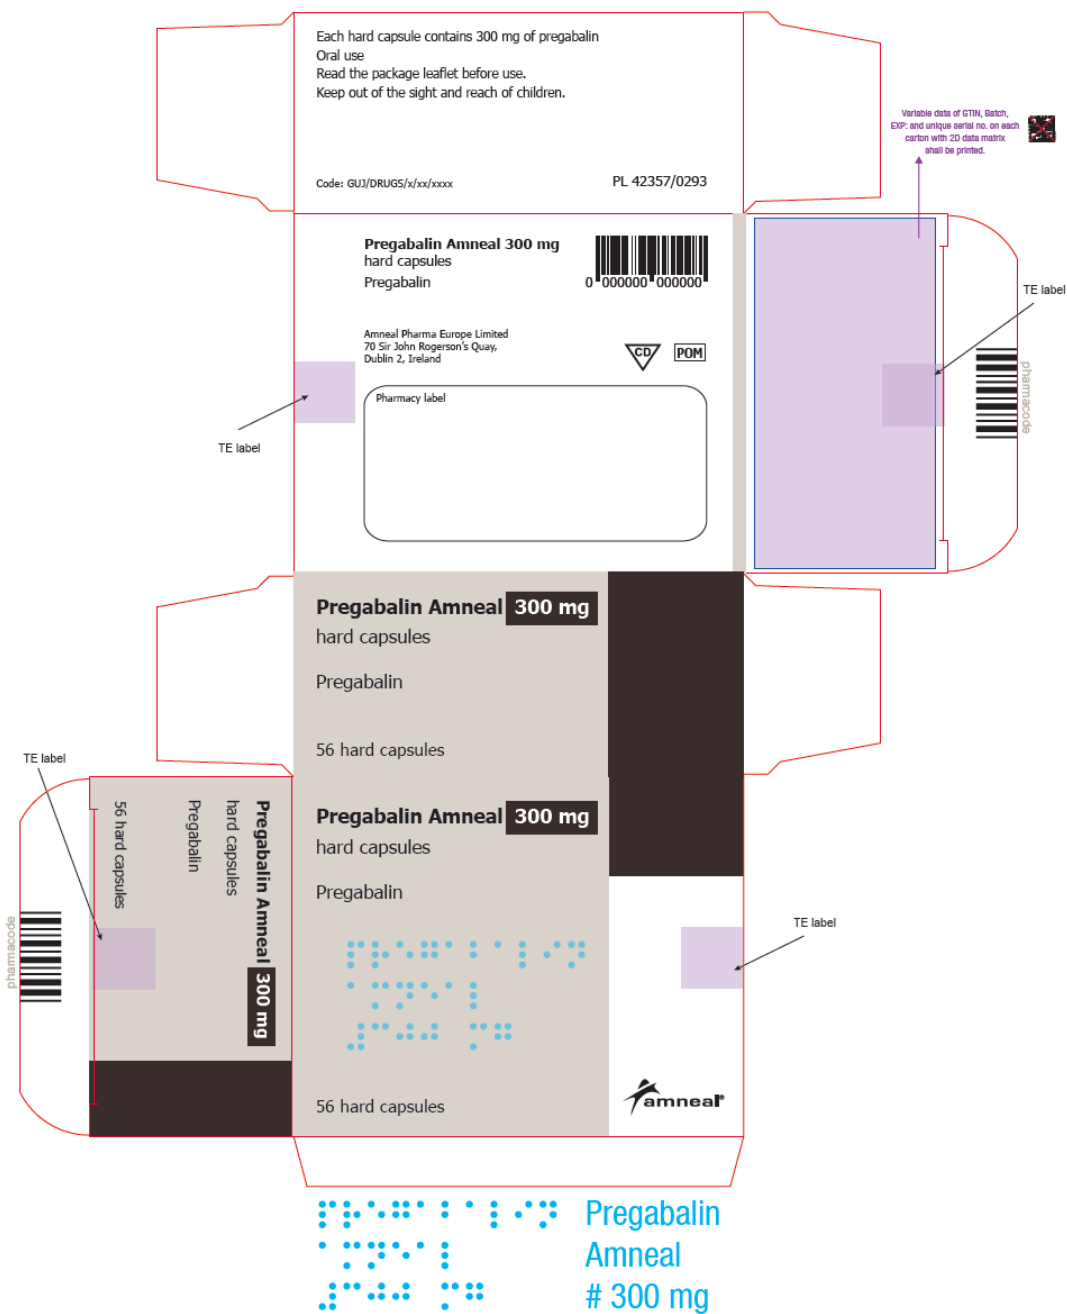 Each hard capsule contains 300 mg of pregabalin
Oral use
Read the package leaflet before use.
Keep out of the sight and reach of children.
Code: GUJ/DRUGS/x/xx/xxxx
PL 42357/0293
Variable data of GTIN, Batch,
EXP: and unique serial no. on each
carton with 2D data matrix
shall be printed.
Pregabalin Amneal 300 mg
hard capsules
Pregabalin
0 000000 000000
Amneal Pharma Europe Limited
70 Sir John Rogerson's Quay,
Dublin 2, Ireland
CD
POM
Pharmacy label
TE label
TE label
pharmacode
Pregabalin Amneal 300 mg
hard capsules
Pregabalin
56 hard capsules
TE label
Pregabalin Amneal 300 mg
hard capsules
Pregabalin
56 hard capsules
pharmacode
Pregabalin Amneal 300 mg
hard capsules
Pregabalin
56 hard capsules
TE label
amneal®
Pregabalin
Amneal
# 300 mg